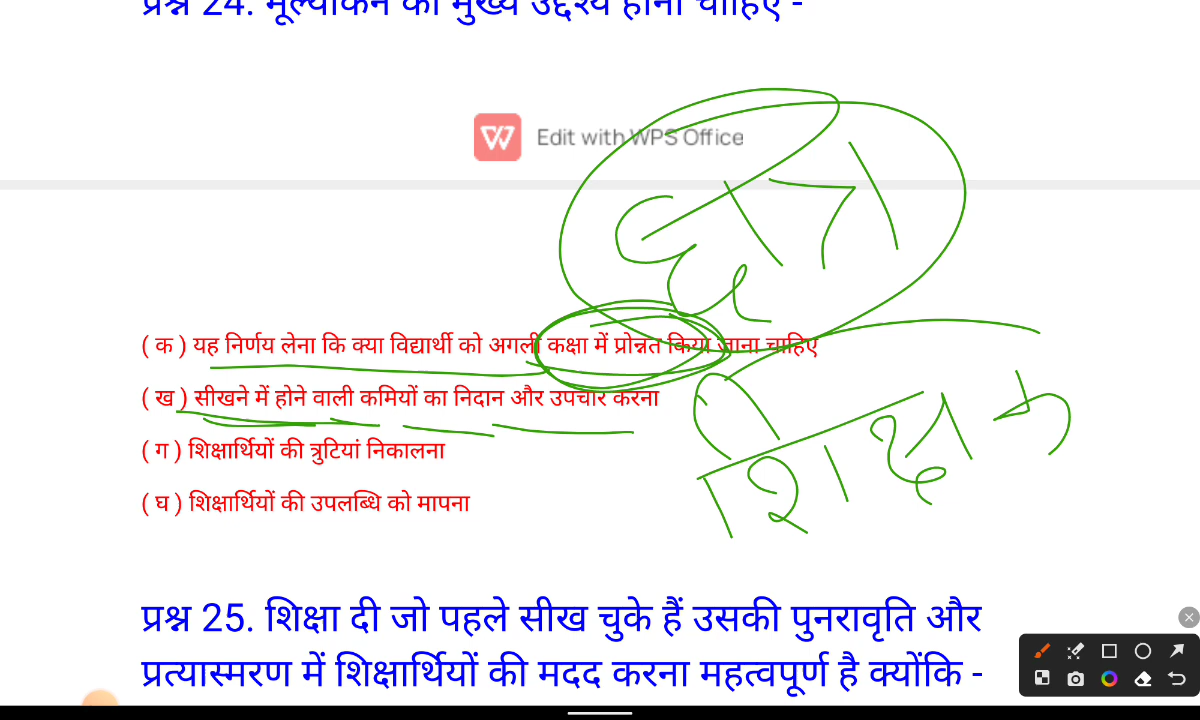 प्रश्न 24. मूल्यांकन का मुख्य उद्देश्य होना चाहिए -
Edit with WPS Office
छात्र
( क ) यह निर्णय लेना कि क्या विद्यार्थी को अगली कक्षा में प्रोन्नत किया जाना चाहिए
( ख ) सीखने में होने वाली कमियों का निदान और उपचार करना
( ग ) शिक्षार्थियों की त्रुटियां निकालना
शिक्षक
( घ ) शिक्षार्थियों की उपलब्धि को मापना
प्रश्न 25. शिक्षा दी जो पहले सीख चुके हैं उसकी पुनरावृति और
प्रत्यास्मरण में शिक्षार्थियों की मदद करना महत्वपूर्ण है क्योंकि -